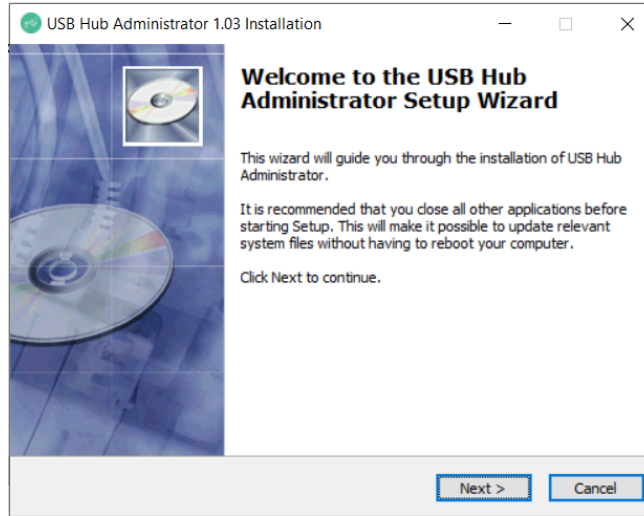 USB Hub Administrator 1.03 Installation
Welcome to the USB Hub
Administrator Setup Wizard
This wizard will guide you through the installation of USB Hub
Administrator.
It is recommended that you close all other applications before
starting Setup. This will make it possible to update relevant
system files without having to reboot your computer.
Click Next to continue.
Next >
Cancel